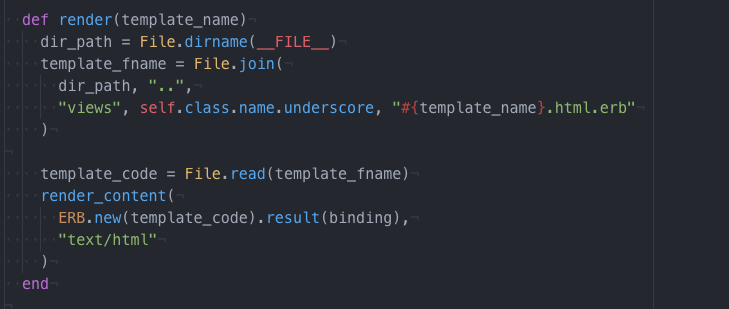 def render(template_name)
  dir_path = File.dirname(__FILE__)
  template_fname = File.join(
    dir_path, "..",
    "views", self.class.name.underscore, "#{template_name}.html.erb"
  )

  template_code = File.read(template_fname)
  render_content(
    ERB.new(template_code).result(binding),
    "text/html"
  )
end